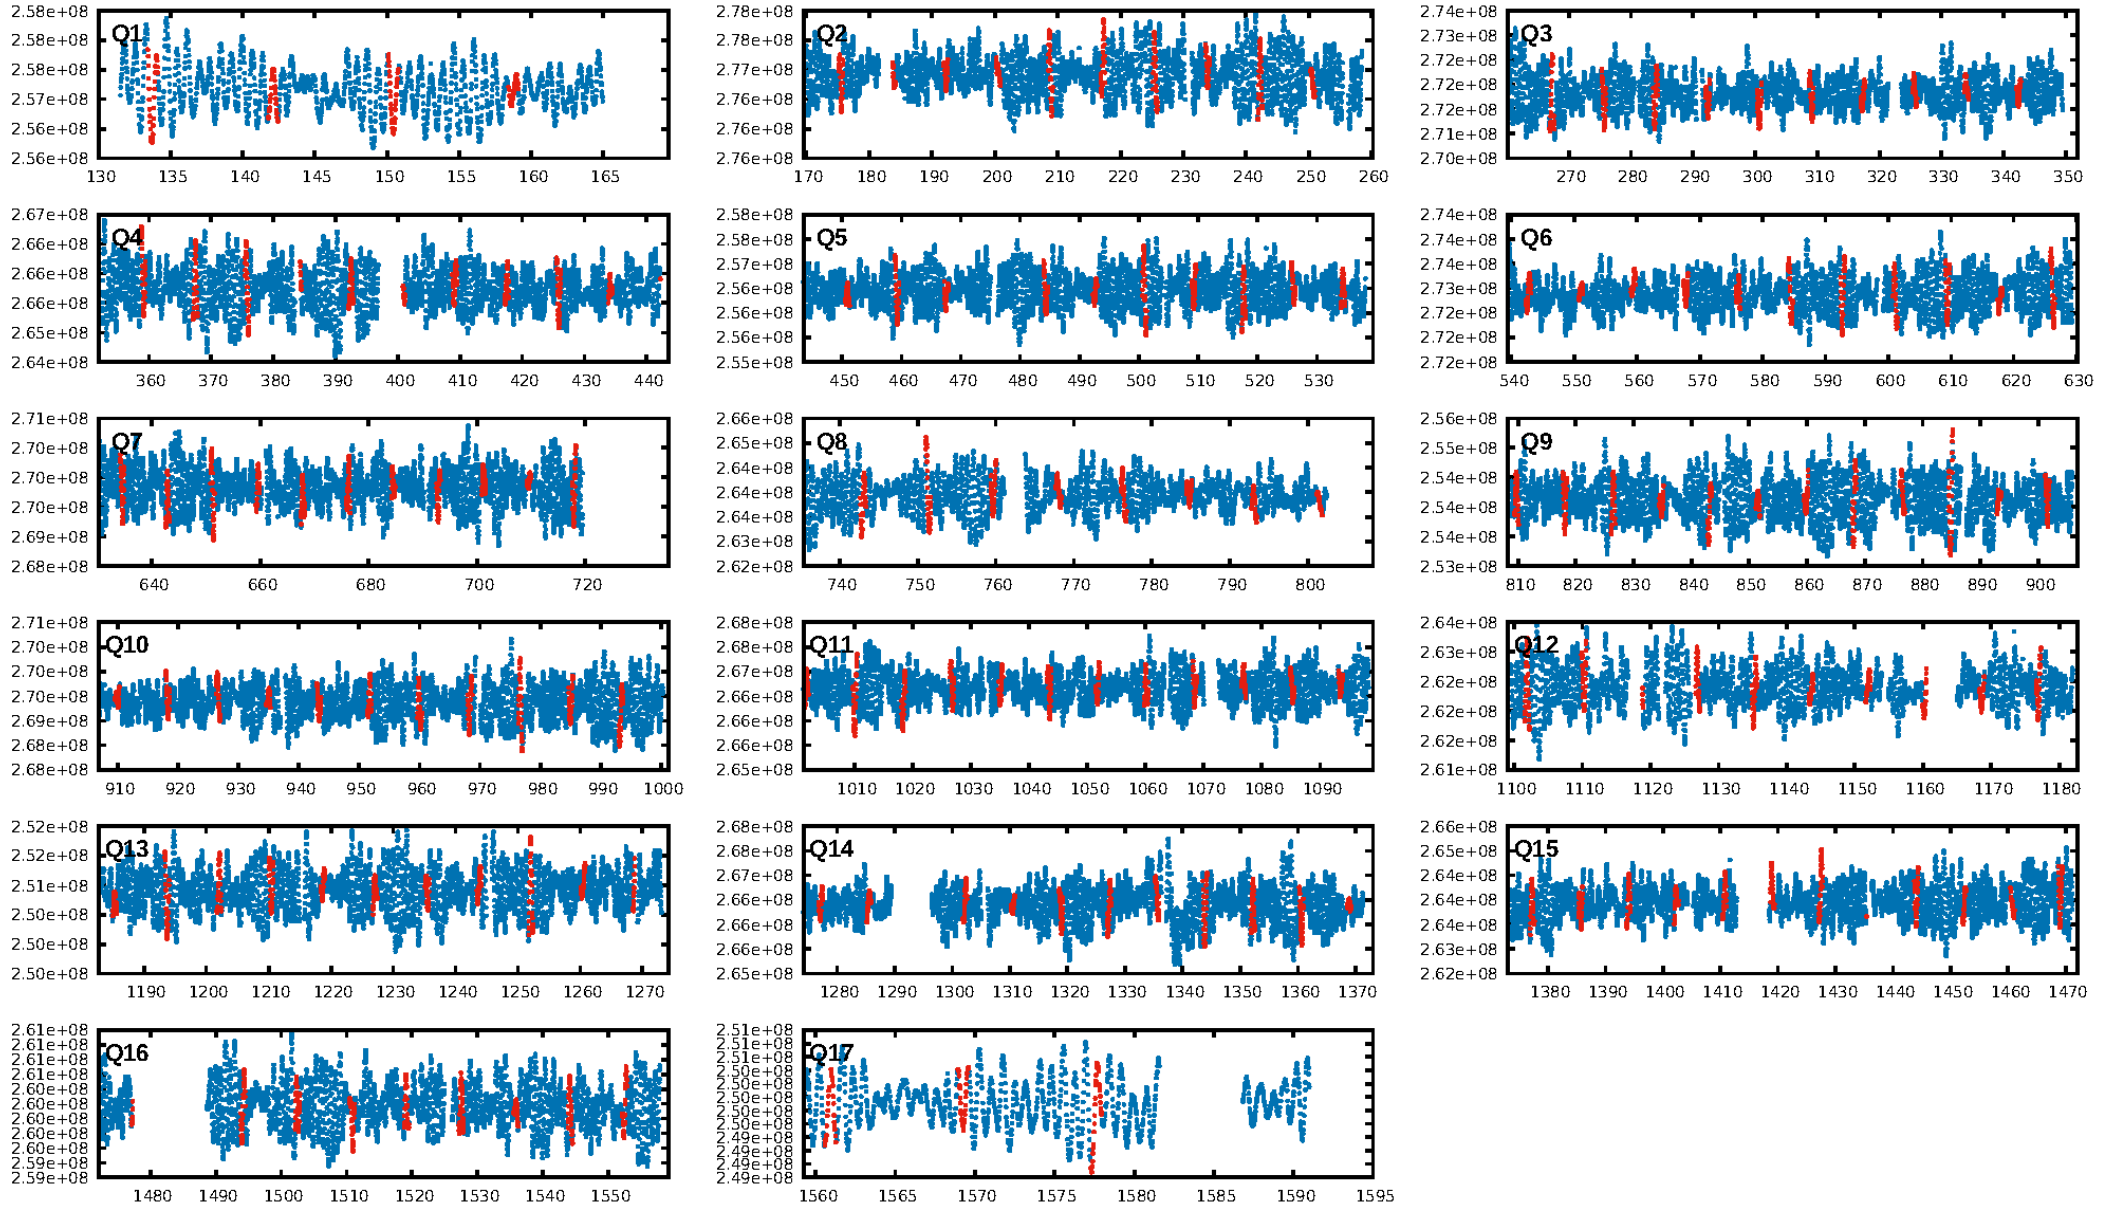 2.58e+08 2.58e+08 2.58e+08 2.57e+08 2.56e+08 2.56e+08
Q1
130 135 140 145 150 155 160 165
2.78e+08 2.78e+08 2.77e+08 2.76e+08 2.76e+08 2.76e+08
Q2
170 180 190 200 210 220 230 240 250 260
2.74e+08 2.73e+08 2.72e+08 2.72e+08 2.72e+08 2.71e+08 2.70e+08
Q3
270 280 290 300 310 320 330 340 350
2.67e+08 2.66e+08 2.66e+08 2.66e+08 2.65e+08 2.64e+08
Q4
360 370 380 390 400 410 420 430 440
2.58e+08 2.58e+08 2.57e+08 2.56e+08 2.56e+08 2.56e+08 2.55e+08
Q5
450 460 470 480 490 500 510 520 530
2.74e+08 2.74e+08 2.74e+08 2.73e+08 2.72e+08 2.72e+08 2.72e+08
Q6
540 550 560 570 580 590 600 610 620 630
2.71e+08 2.70e+08 2.70e+08 2.70e+08 2.69e+08 2.68e+08
Q7
640 660 680 700 720
2.66e+08 2.65e+08 2.64e+08 2.64e+08 2.64e+08 2.63e+08 2.62e+08
Q8
740 750 760 770 780 790 800
2.56e+08 2.55e+08 2.54e+08 2.54e+08 2.54e+08 2.53e+08
Q9
810 820 830 840 850 860 870 880 890 900
2.71e+08 2.70e+08 2.70e+08 2.70e+08 2.69e+08 2.68e+08 2.68e+08
Q10
910 920 930 940 950 960 970 980 990 1000
2.68e+08 2.68e+08 2.67e+08 2.66e+08 2.66e+08 2.66e+08 2.65e+08
Q11
1010 1020 1030 1040 1050 1060 1070 1080 1090
2.64e+08 2.63e+08 2.62e+08 2.62e+08 2.62e+08 2.61e+08
Q12
1100 1110 1120 1130 1140 1150 1160 1170 1180
2.52e+08 2.52e+08 2.51e+08 2.50e+08 2.50e+08 2.50e+08
Q13
1190 1200 1210 1220 1230 1240 1250 1260 1270
2.68e+08 2.68e+08 2.67e+08 2.66e+08 2.66e+08 2.66e+08 2.65e+08
Q14
1280 1290 1300 1310 1320 1330 1340 1350 1360 1370
2.66e+08 2.65e+08 2.64e+08 2.64e+08 2.64e+08 2.63e+08 2.62e+08
Q15
1380 1390 1400 1410 1420 1430 1440 1450 1460 1470
2.61e+08 2.61e+08 2.61e+08 2.61e+08 2.60e+08 2.60e+08 2.60e+08 2.60e+08 2.60e+08 2.59e+08 2.59e+08
Q16
1480 1490 1500 1510 1520 1530 1540 1550
2.51e+08 2.51e+08 2.51e+08 2.50e+08 2.50e+08 2.50e+08 2.50e+08 2.50e+08 2.49e+08 2.49e+08 2.49e+08 2.49e+08
Q17
1560 1565 1570 1575 1580 1585 1590 1595